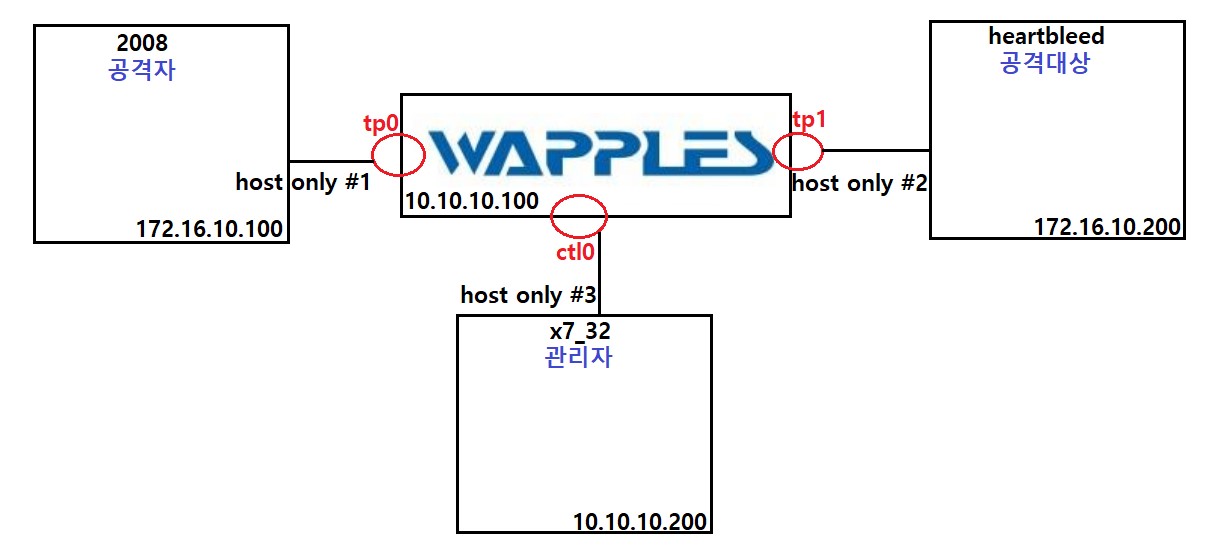 2008
공격자
host only #1
172.16.10.100
tp0
WAPPLES
10.10.10.100
tp1
host only #2
heartbleed
공격대상
172.16.10.200
ctl0
host only #3
x7_32
관리자
10.10.10.200